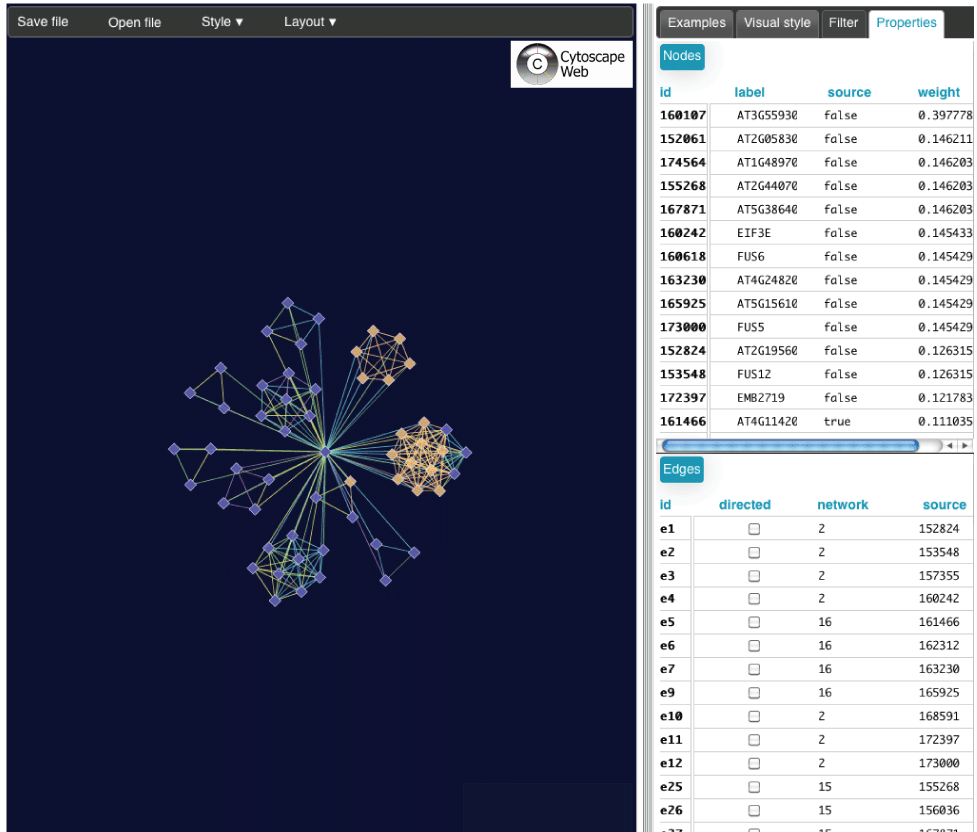 Save file Open file Style ▾ Layout ▾
Cytoscape
Web
C
Examples Visual style Filter Properties
Nodes
id label source weight
160107 AT3G55930 false 0.397778
152061 AT2G05830 false 0.146211
174564 AT1G48970 false 0.146203
155268 AT2G44070 false 0.146203
167871 AT5G38640 false 0.146203
160242 EIF3E false 0.145433
160618 FUS6 false 0.145429
163230 AT4G24820 false 0.145429
165925 AT5G15610 false 0.145429
173000 FUS5 false 0.145429
152824 AT2G19560 false 0.126315
153548 FUS12 false 0.126315
172397 EMB2719 false 0.121783
161466 AT4G11420 true 0.111035
Edges
id directed network source
e1 2 152824
e2 2 153548
e3 2 157355
e4 2 160242
e5 16 161466
e6 16 162312
e7 16 163230
e9 16 165925
e10 2 168591
e11 2 172397
e12 2 173000
e25 15 155268
e26 15 156036
e27 15 167871